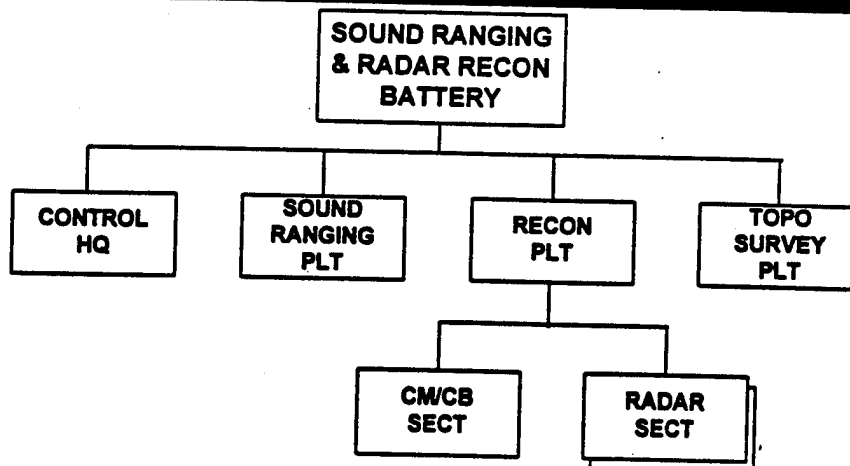 SOUND RANGING
& RADAR RECON
BATTERY
CONTROL
HQ
SOUND
RANGING
PLT
RECON
PLT
TOPO
SURVEY
PLT
CM/CB
SECT
RADAR
SECT